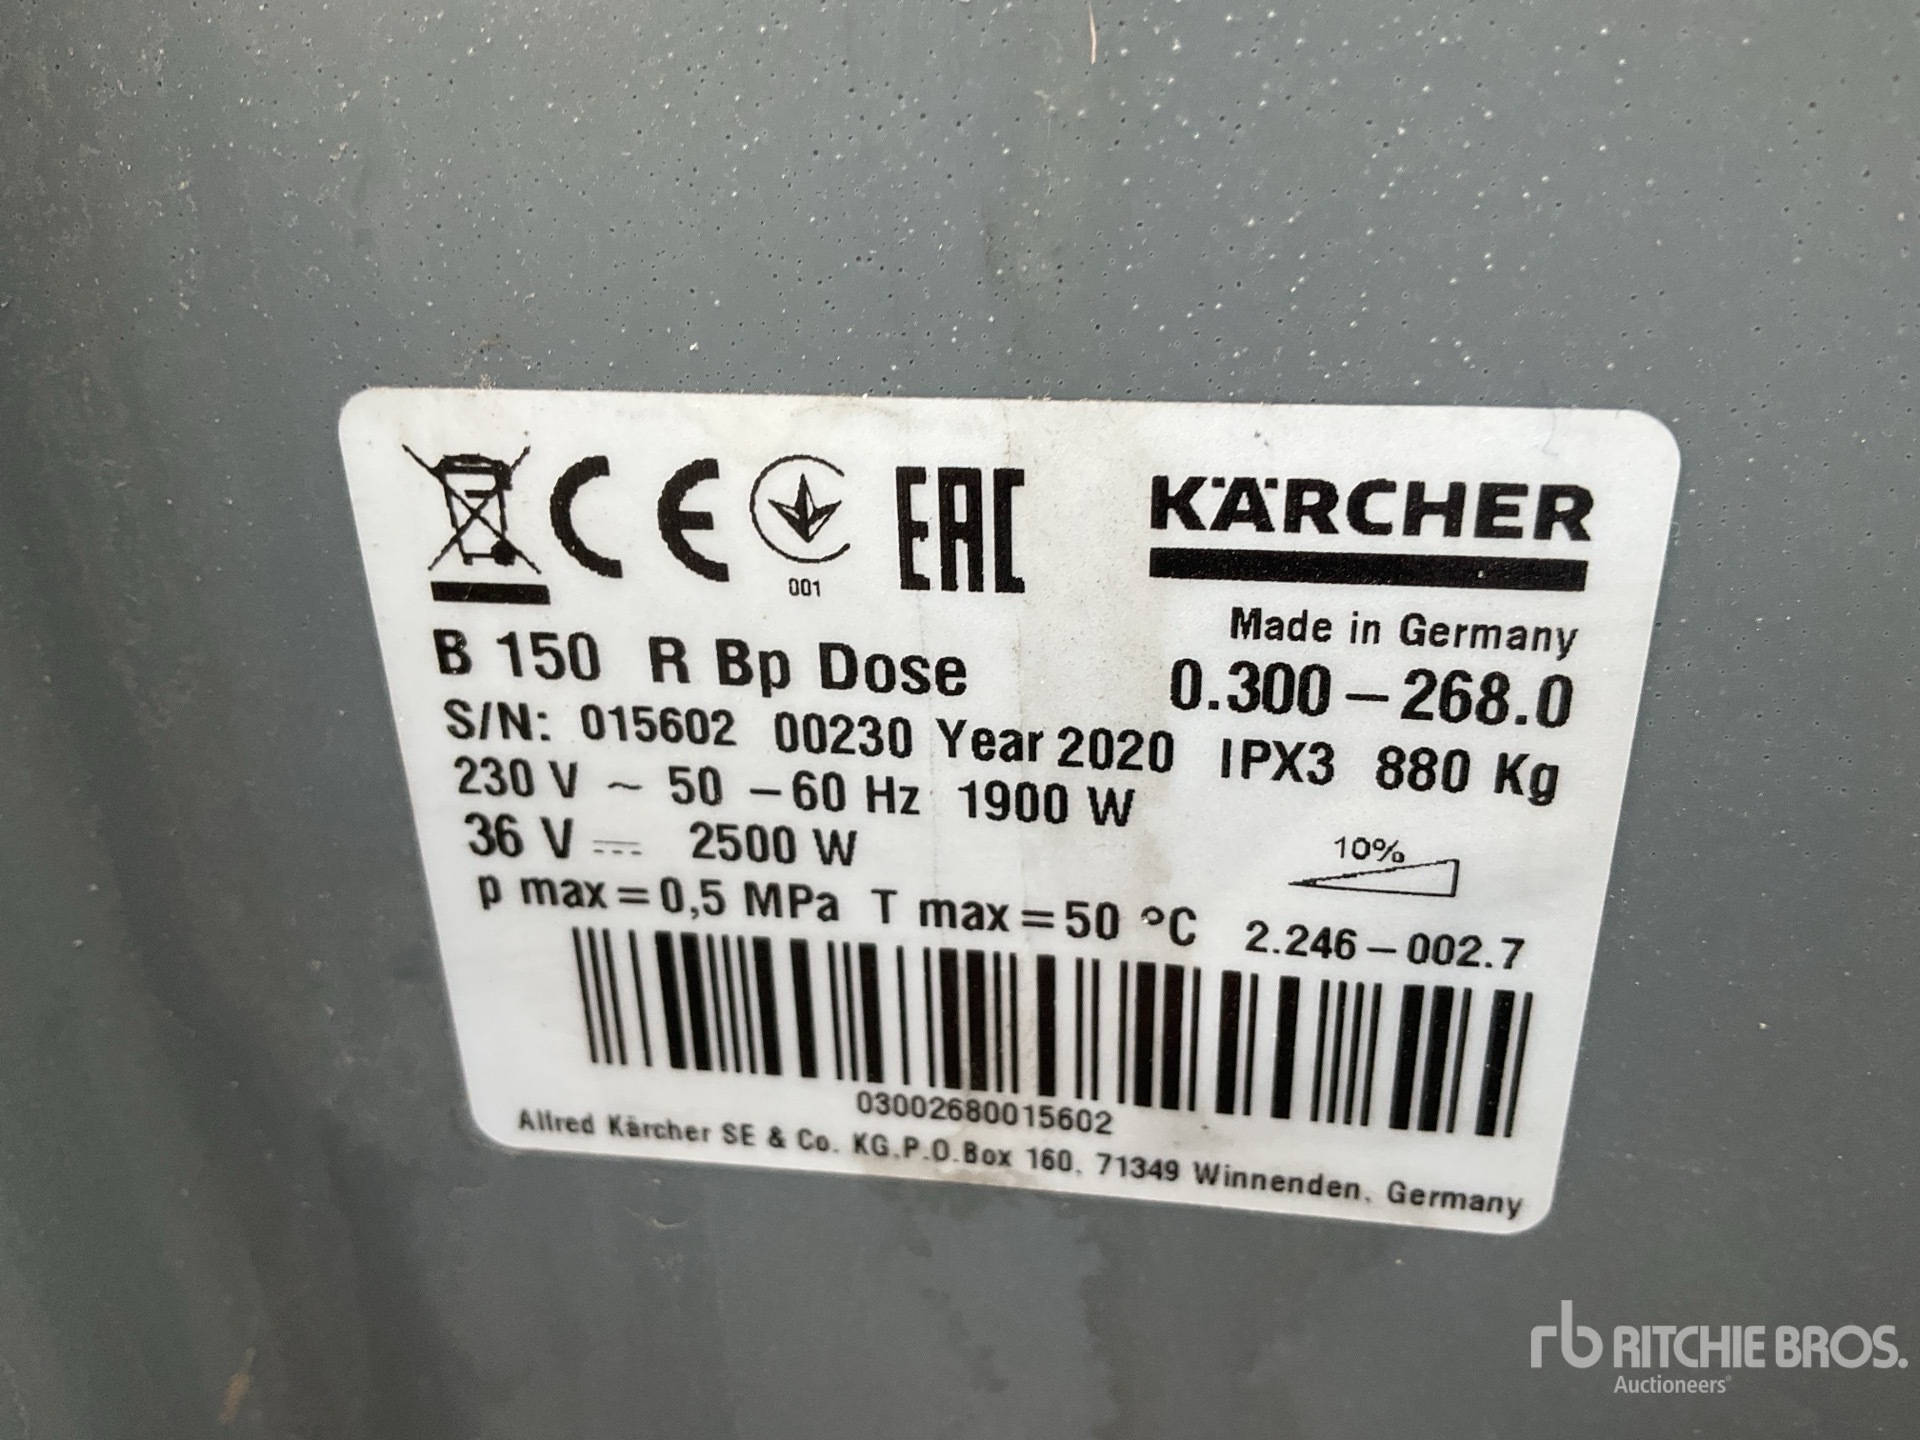 CE
001
EAC
KÄRCHER
Made in Germany
B 150 R Bp Dose
0.300-268.0
S/N: 015602 00230 Year 2020 IPX3 880 Kg
230 V ~ 50 -60 Hz 1900 W
36 V ⎓ 2500 W
10%
p max=0,5 MPa T max=50 °C 2.246-002.7
03002680015602
Alfred Kärcher SE & Co. KG.P.O.Box 160, 71349 Winnenden, Germany
rb RITCHIE BROS.
Auctioneers